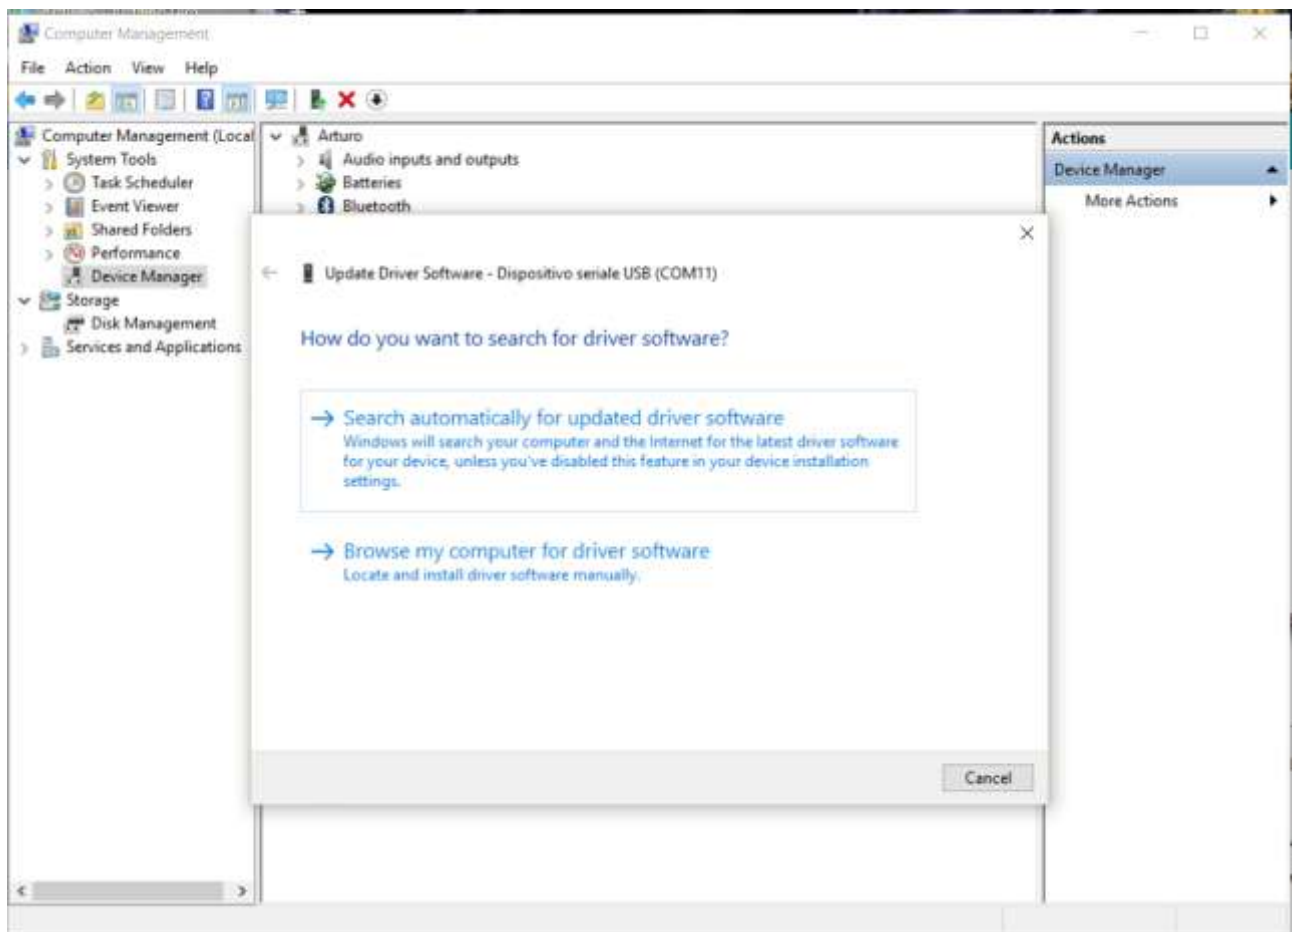 Computer Management
File Action View Help
Computer Management (Local
System Tools
Task Scheduler
Event Viewer
Shared Folders
Performance
Device Manager
Storage
Disk Management
Services and Applications
Arturo
Audio inputs and outputs
Batteries
Bluetooth
Actions
Device Manager
More Actions
Update Driver Software - Dispositivo seriale USB (COM11)
How do you want to search for driver software?
Search automatically for updated driver software
Windows will search your computer and the Internet for the latest driver software
for your device, unless you've disabled this feature in your device installation
settings.
Browse my computer for driver software
Locate and install driver software manually.
Cancel